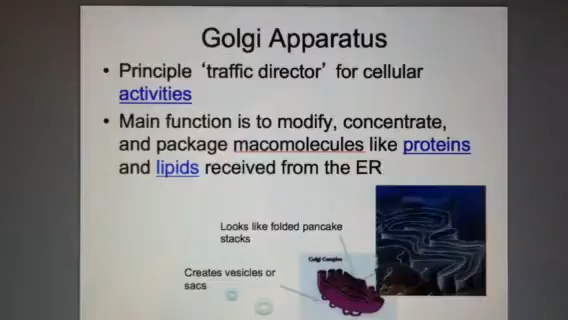 Golgi Apparatus
• Principle ‘traffic director’ for cellular
activities
• Main function is to modify, concentrate,
and package macomolecules like proteins
and lipids received from the ER
Looks like folded pancake
stacks
Golgi Complex
Creates vesicles or
sacs